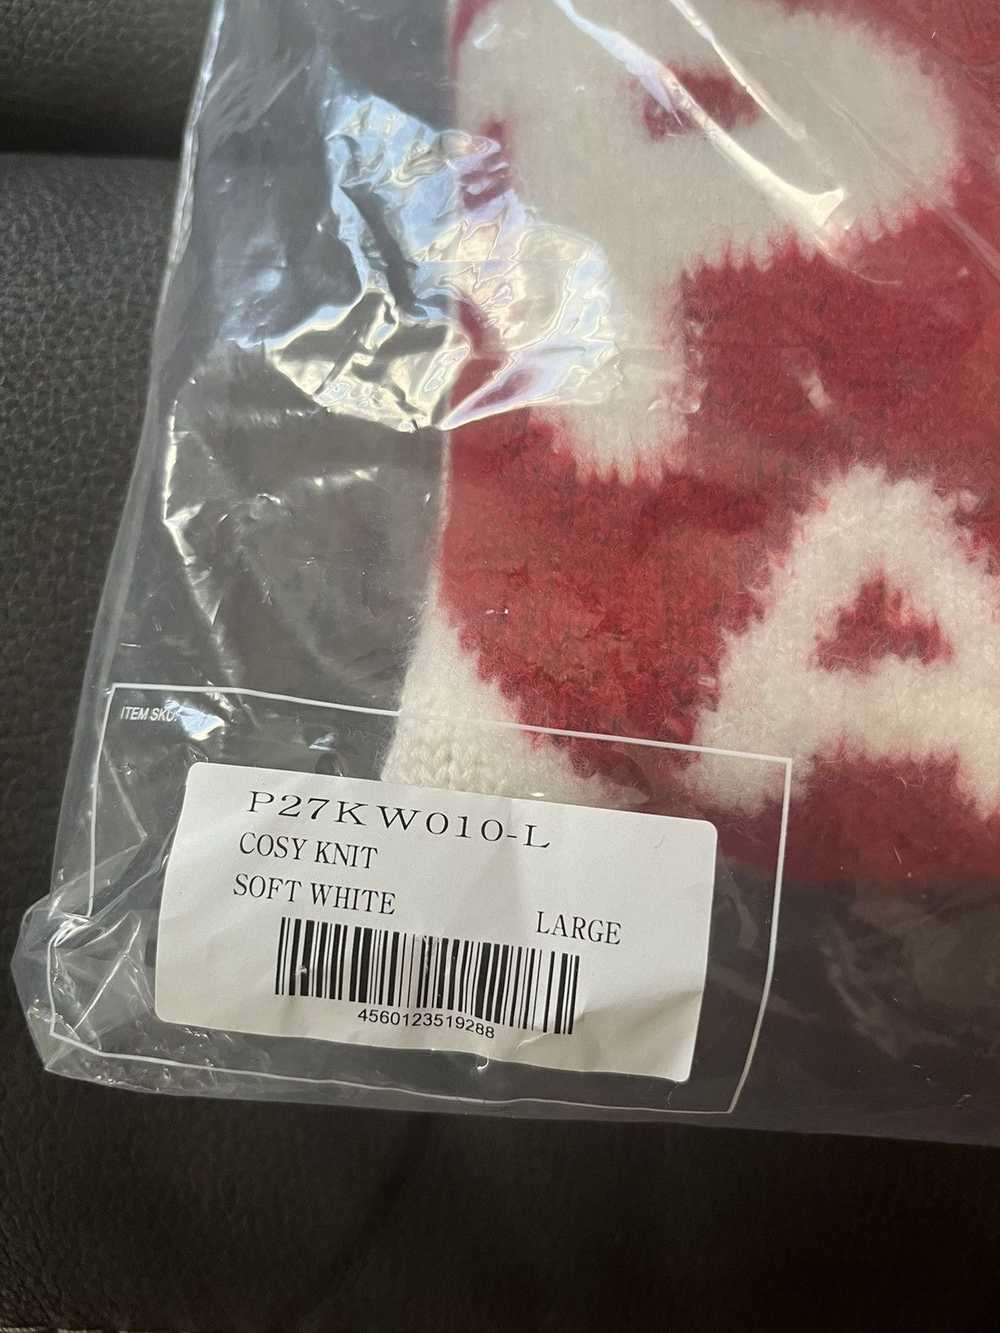 ITEM SKU:
P27KW010-L
COSY KNIT
SOFT WHITE
LARGE
4560123519288